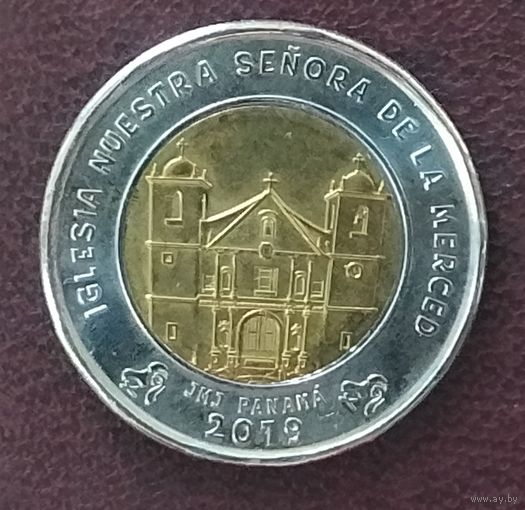 IGLESIA NUESTRA SEÑORA DE LA MERCED
JMJ PANAMÁ
2019
www.ay.by